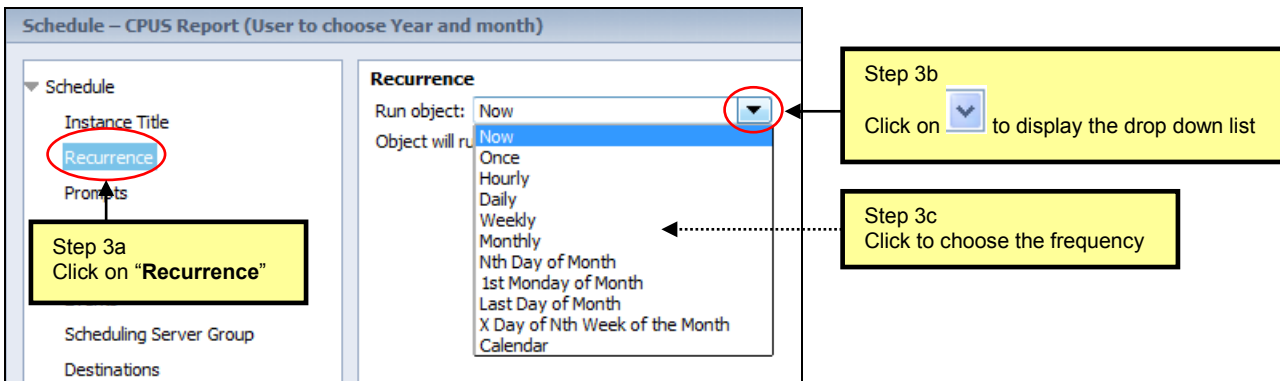 Schedule – CPUS Report (User to choose Year and month)
Schedule
Instance Title
Recurrence
Prompts
Scheduling Server Group
Destinations
Recurrence
Run object: Now
Object will ru
Now
Once
Hourly
Daily
Weekly
Monthly
Nth Day of Month
1st Monday of Month
Last Day of Month
X Day of Nth Week of the Month
Calendar
Step 3a
Click on “Recurrence”
Step 3b
Click on to display the drop down list
Step 3c
Click to choose the frequency